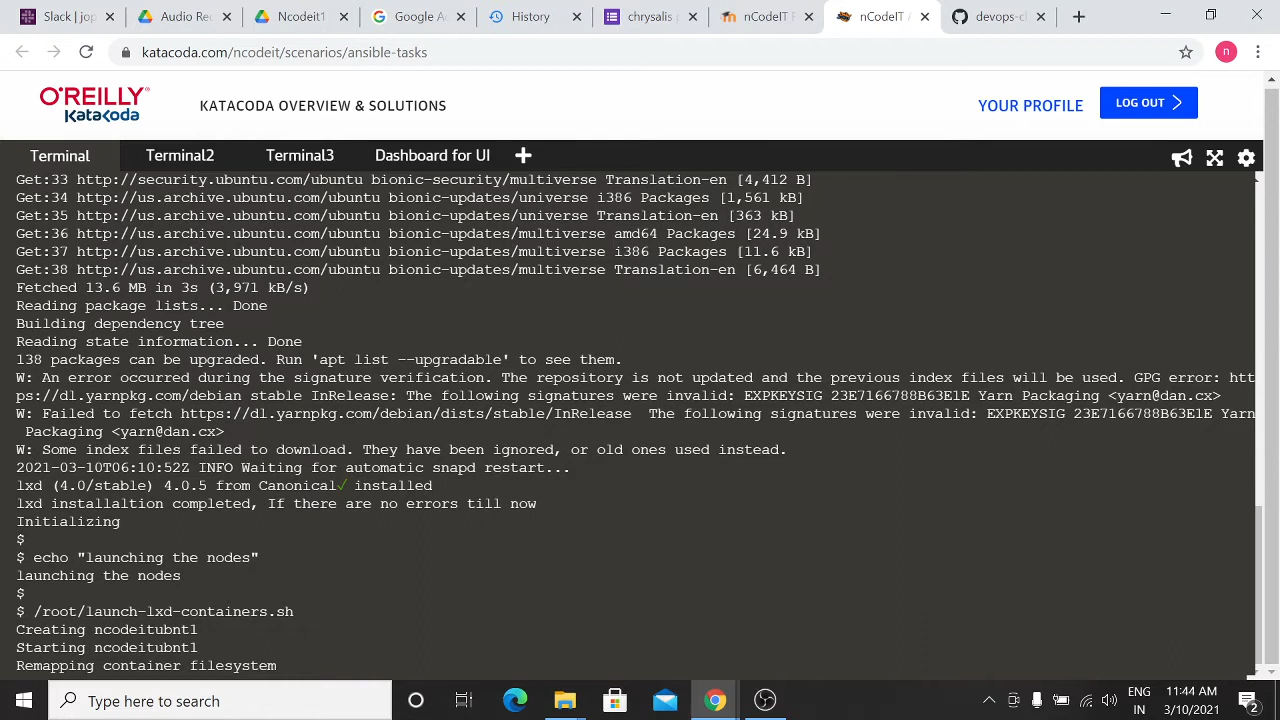 Slack | jop
Audio Re
Ncodeit1
Google A
History
chrysalis p
nCodeIT F
nCodeIT /
devops-cl
katacoda.com/ncodeit/scenarios/ansible-tasks
n
O'REILLY
KATACODA OVERVIEW & SOLUTIONS
YOUR PROFILE
LOG OUT
Katacoda
Terminal
Terminal2
Terminal3
Dashboard for UI
Get:33 http://security.ubuntu.com/ubuntu bionic-security/multiverse Translation-en [4,412 B]
Get:34 http://us.archive.ubuntu.com/ubuntu bionic-updates/universe i386 Packages [1,561 kB]
Get:35 http://us.archive.ubuntu.com/ubuntu bionic-updates/universe Translation-en [363 kB]
Get:36 http://us.archive.ubuntu.com/ubuntu bionic-updates/multiverse amd64 Packages [24.9 kB]
Get:37 http://us.archive.ubuntu.com/ubuntu bionic-updates/multiverse i386 Packages [11.6 kB]
Get:38 http://us.archive.ubuntu.com/ubuntu bionic-updates/multiverse Translation-en [6,464 B]
Fetched 13.6 MB in 3s (3,971 kB/s)
Reading package lists... Done
Building dependency tree
Reading state information... Done
138 packages can be upgraded. Run 'apt list --upgradable' to see them.
W: An error occurred during the signature verification. The repository is not updated and the previous index files will be used. GPG error: htt
ps://dl.yarnpkg.com/debian stable InRelease: The following signatures were invalid: EXPKEYSIG 23E7166788B63E1E Yarn Packaging <yarn@dan.cx>
W: Failed to fetch https://dl.yarnpkg.com/debian/dists/stable/InRelease  The following signatures were invalid: EXPKEYSIG 23E7166788B63E1E Yarn
 Packaging <yarn@dan.cx>
W: Some index files failed to download. They have been ignored, or old ones used instead.
2021-03-10T06:10:52Z INFO Waiting for automatic snapd restart...
lxd (4.0/stable) 4.0.5 from Canonical✓ installed
lxd installaltion completed, If there are no errors till now
Initializing
$
$ echo "launching the nodes"
launching the nodes
$
$ /root/launch-lxd-containers.sh
Creating ncodeitubnt1
Starting ncodeitubnt1
Remapping container filesystem
Type here to search
ENG
IN
11:44 AM
3/10/2021
2